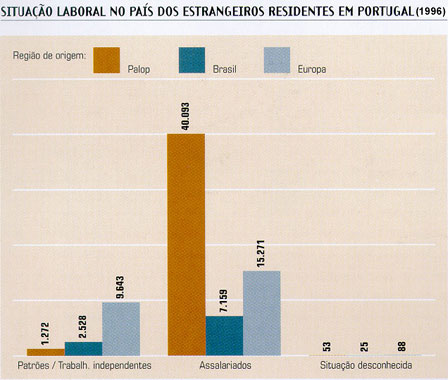 SITUAÇÃO LABORAL NO PAÍS DOS ESTRANGEIROS RESIDENTES EM PORTUGAL (1996)
Região de origem: Palop Brasil Europa
1.272 2.528 9.643 40.093 7.159 15.271 53 25 88
Patrões / Trabalh. independentes Assalariados Situação desconhecida